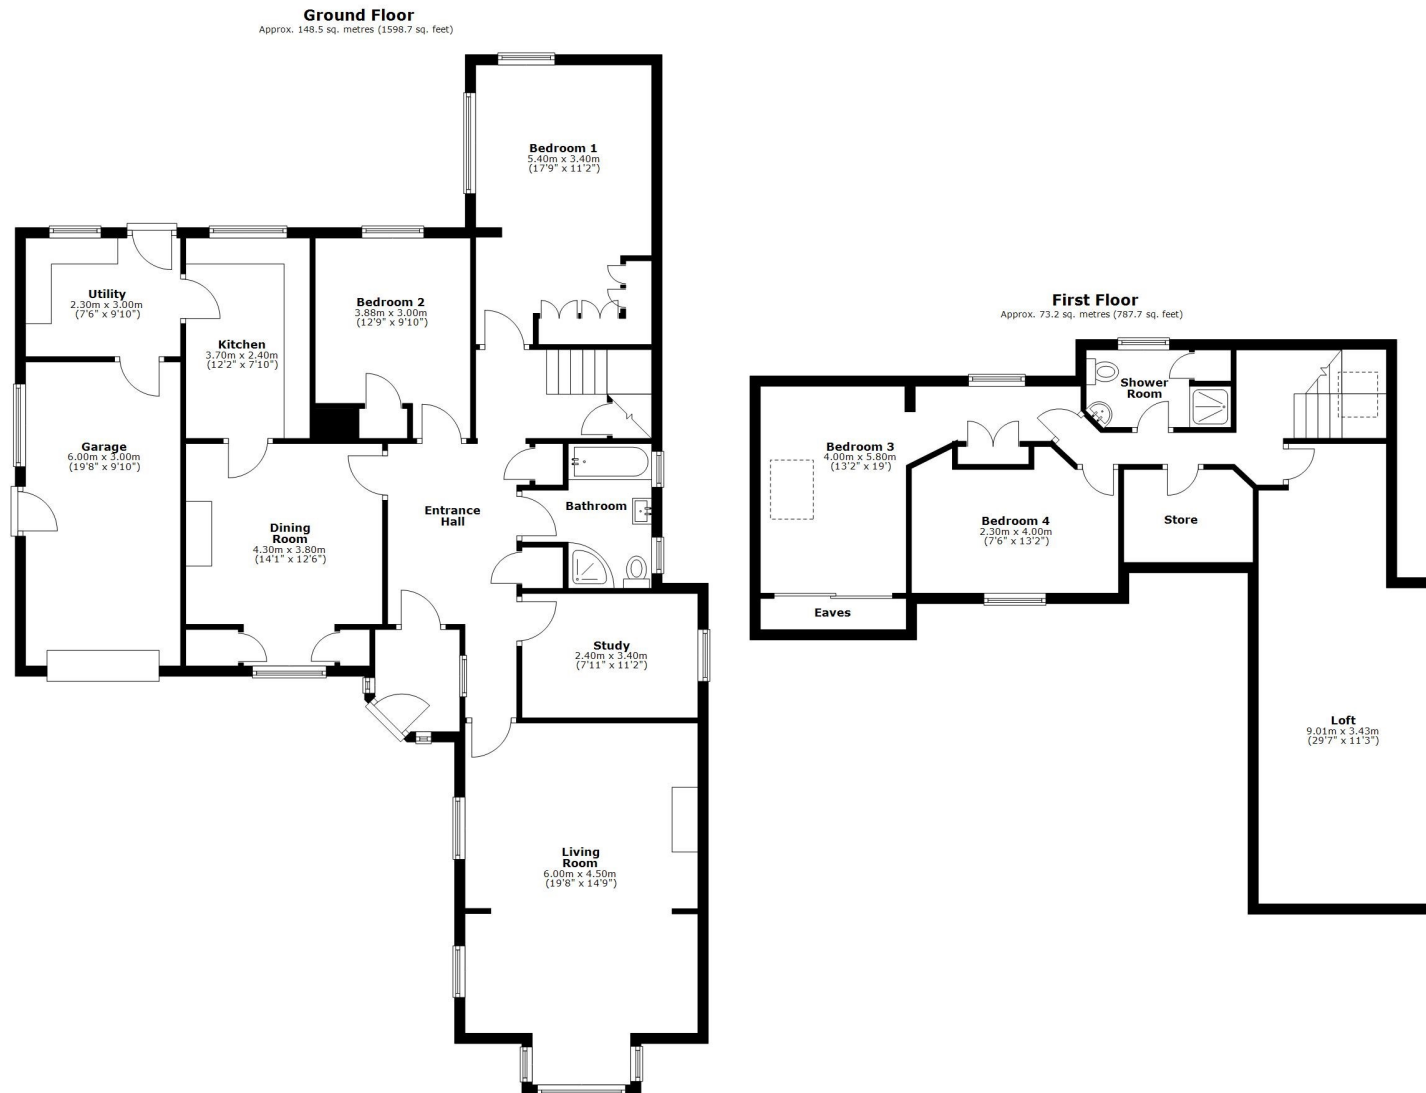 Ground Floor
Approx. 148.5 sq. metres (1598.7 sq. feet)
Bedroom 1
5.40m x 3.40m
(17'9" x 11'2")
Utility
2.30m x 3.00m
(7'6" x 9'10")
Bedroom 2
3.88m x 3.00m
(12'9" x 9'10")
Kitchen
3.70m x 2.40m
(12'2" x 7'10")
Garage
6.00m x 3.00m
(19'8" x 9'10")
Entrance
Hall
Bathroom
Dining
Room
4.30m x 3.80m
(14'1" x 12'6")
Study
2.40m x 3.40m
(7'11" x 11'2")
Living
Room
6.00m x 4.50m
(19'8" x 14'9")
First Floor
Approx. 73.2 sq. metres (787.7 sq. feet)
Shower
Room
Bedroom 3
4.00m x 5.80m
(13'2" x 19')
Bedroom 4
2.30m x 4.00m
(7'6" x 13'2")
Store
Eaves
Loft
9.01m x 3.43m
(29'7" x 11'3")